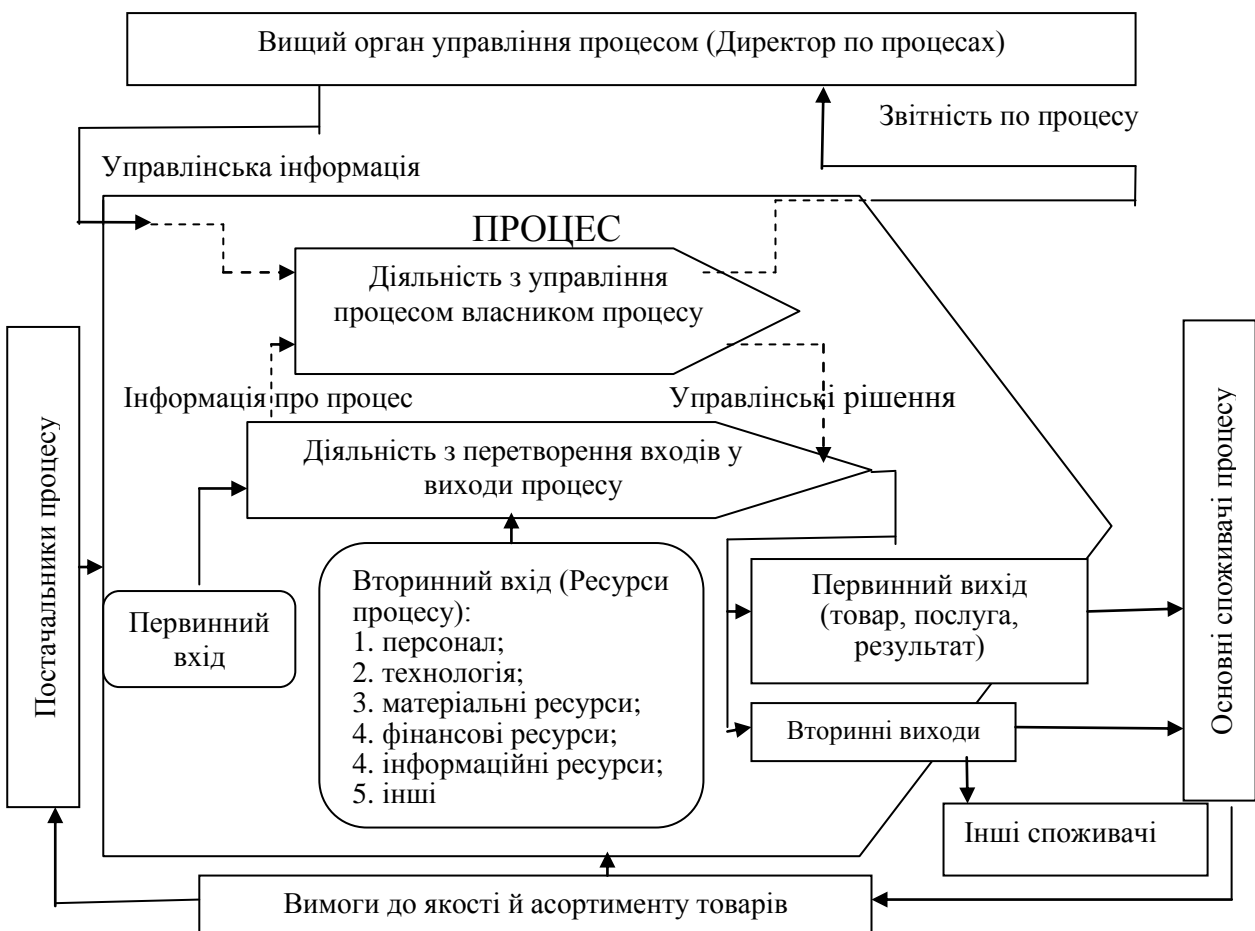 Вищий орган управління процесом (Директор по процесах)
Звітність по процесу
Управлінська інформація
ПРОЦЕС
Діяльність з управління
процесом власником процесу
Інформація про процес
Управлінські рішення
Діяльність з перетворення входів у
виходи процесу
Постачальники процесу
Первинний
вхід
Вторинний вхід (Ресурси
процесу):
1. персонал;
2. технологія;
3. матеріальні ресурси;
4. фінансові ресурси;
4. інформаційні ресурси;
5. інші
Первинний вихід
(товар, послуга,
результат)
Вторинні виходи
Основні споживачі процесу
Інші споживачі
Вимоги до якості й асортименту товарів